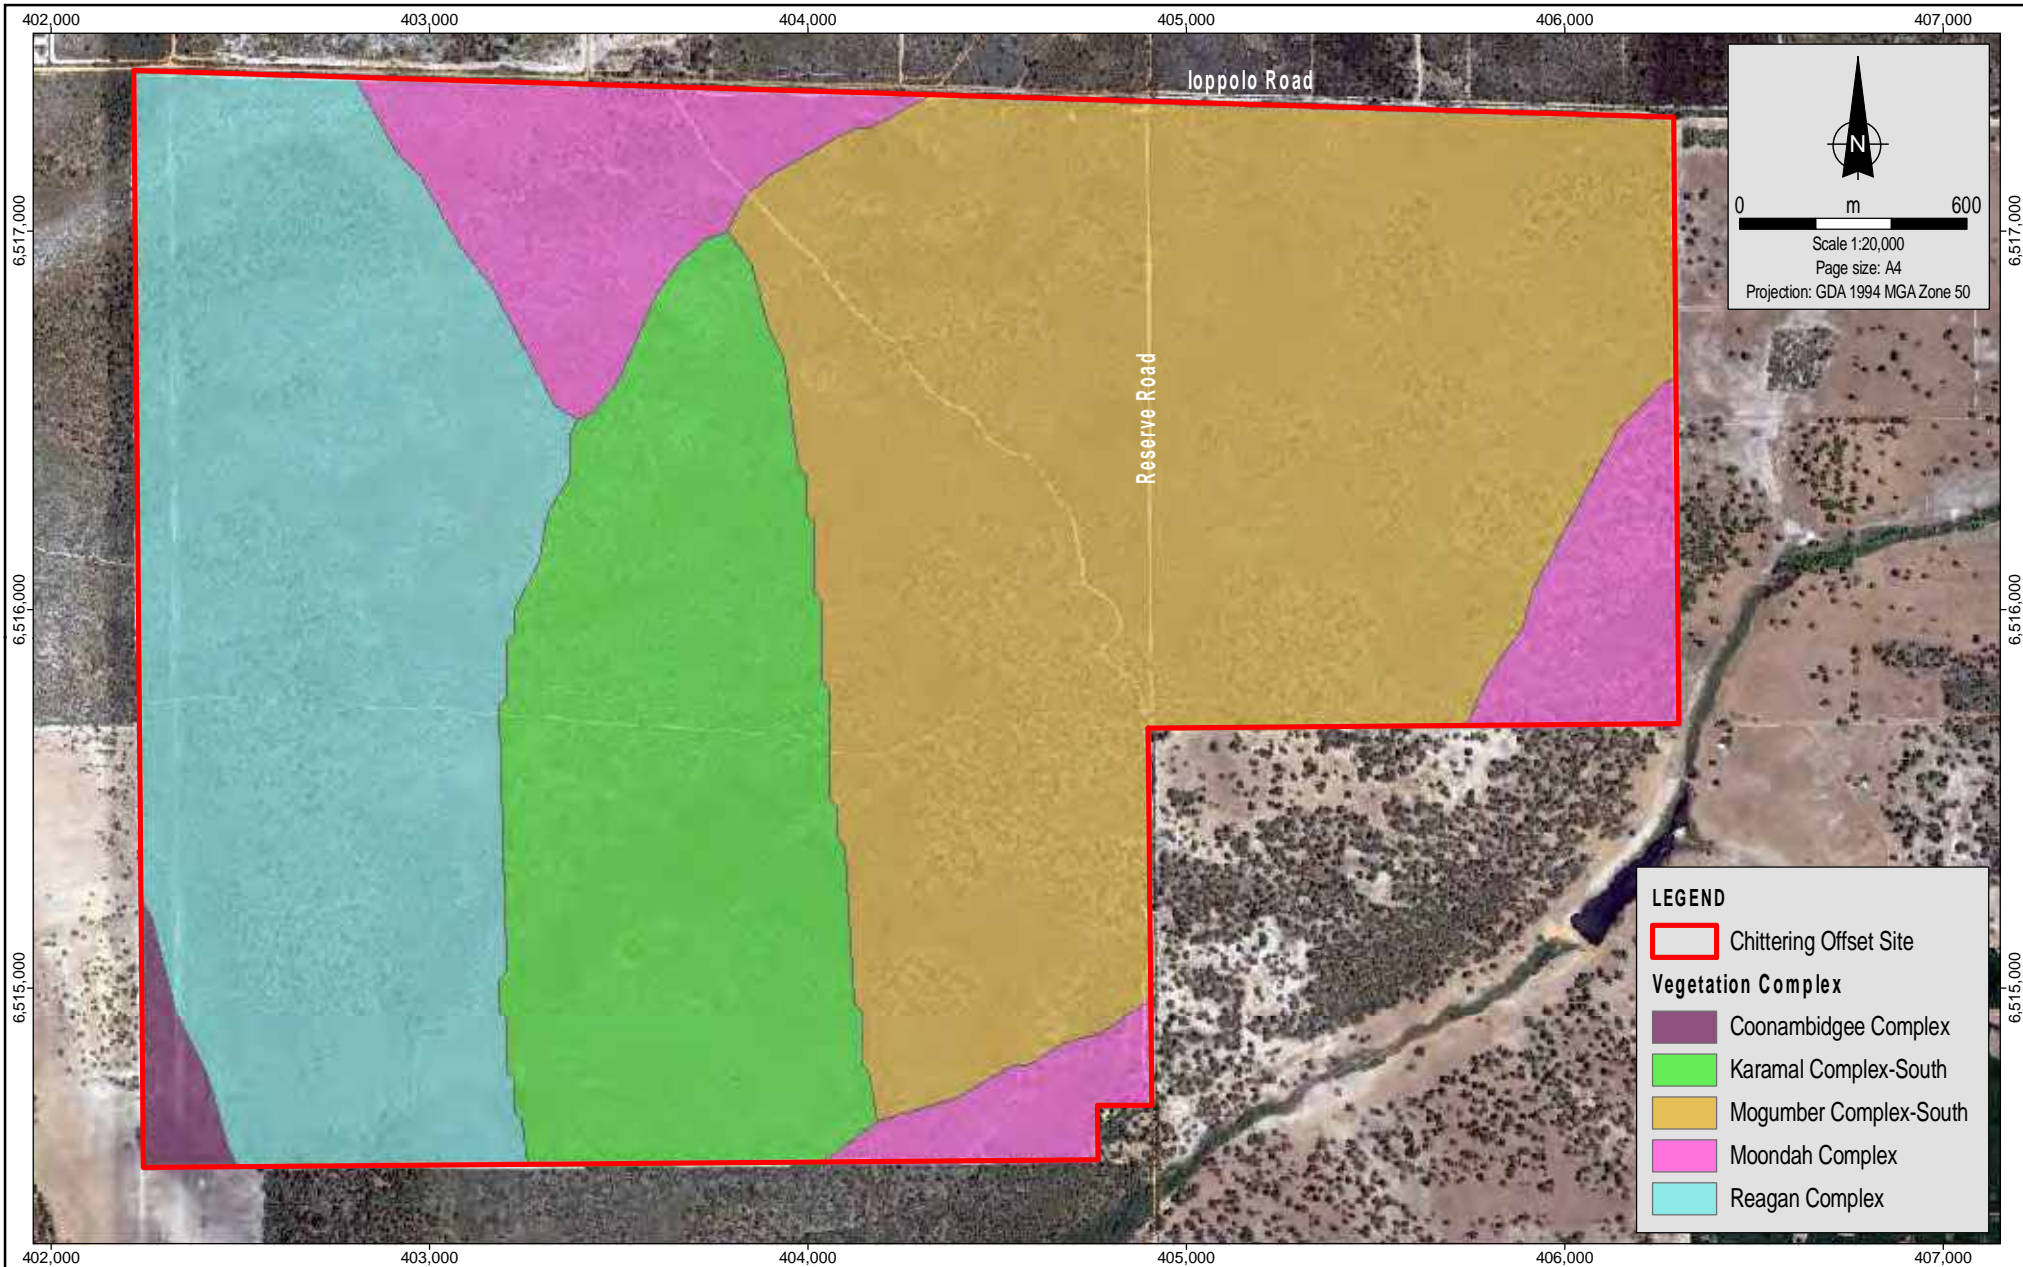 402,000 403,000 404,000 405,000 406,000 407,000
Ioppolo Road
N
0 m 600
Scale 1:20,000
Page size: A4
Projection: GDA 1994 MGA Zone 50
6,517,000 6,517,000
Reserve Road
6,516,000 6,516,000
6,515,000 6,515,000
LEGEND
Chittering Offset Site
Vegetation Complex
Coonambidgee Complex
Karamal Complex-South
Mogumber Complex-South
Moondah Complex
Reagan Complex
402,000 403,000 404,000 405,000 406,000 407,000